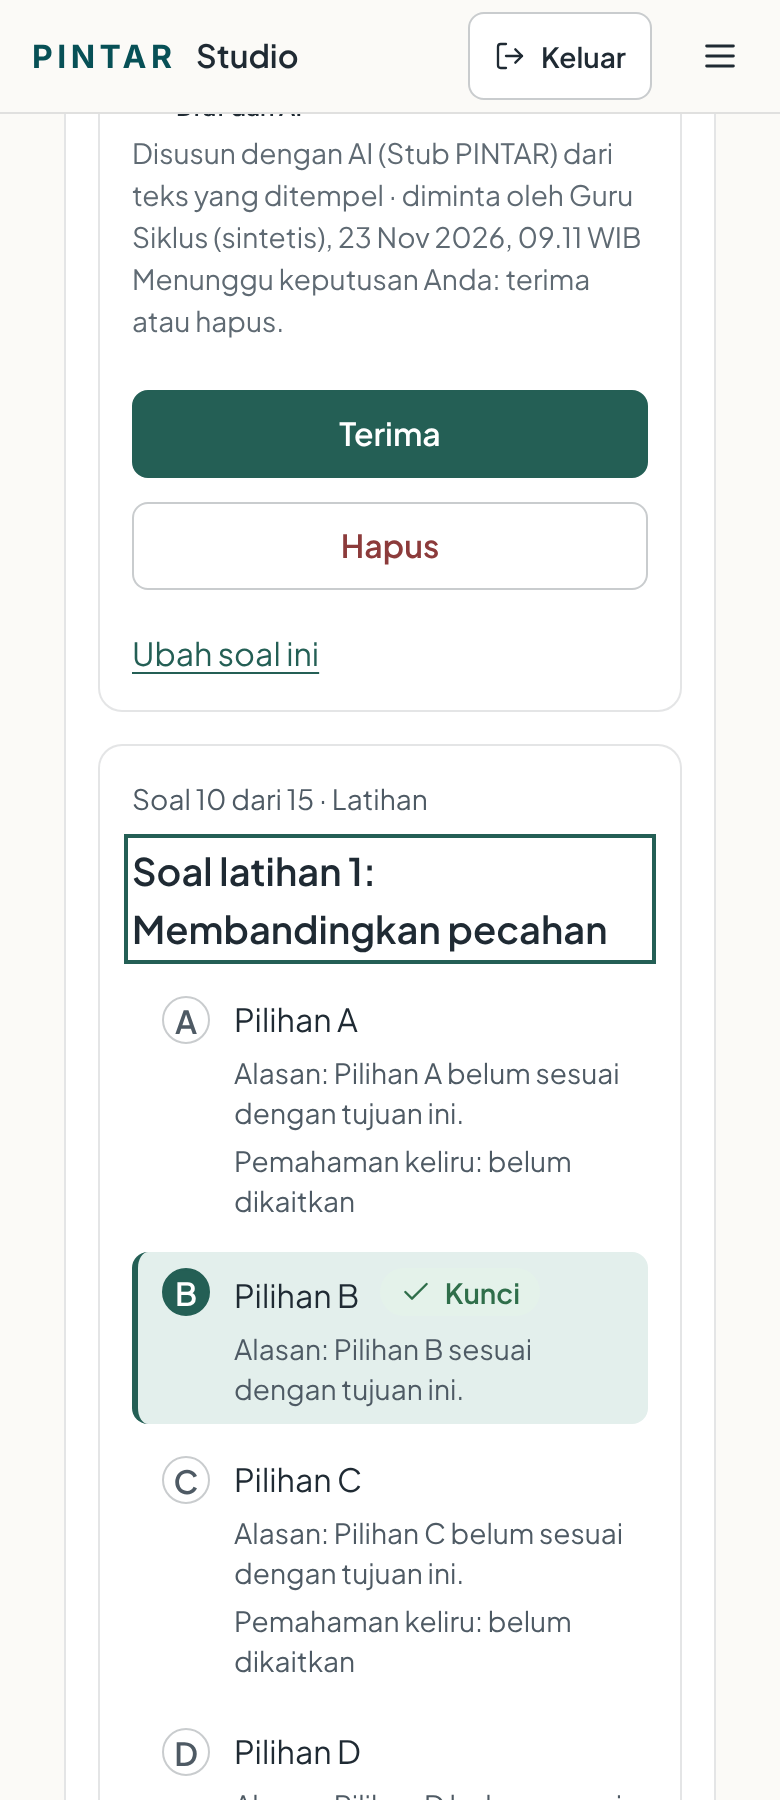 PINTAR Studio
Keluar
Disusun dengan AI (Stub PINTAR) dari
teks yang ditempel · diminta oleh Guru
Siklus (sintetis), 23 Nov 2026, 09.11 WIB
Menunggu keputusan Anda: terima
atau hapus.
Terima
Hapus
Ubah soal ini
Soal 10 dari 15 · Latihan
Soal latihan 1:
Membandingkan pecahan
A Pilihan A
Alasan: Pilihan A belum sesuai
dengan tujuan ini.
Pemahaman keliru: belum
dikaitkan
B Pilihan B Kunci
Alasan: Pilihan B sesuai
dengan tujuan ini.
C Pilihan C
Alasan: Pilihan C belum sesuai
dengan tujuan ini.
Pemahaman keliru: belum
dikaitkan
D Pilihan D